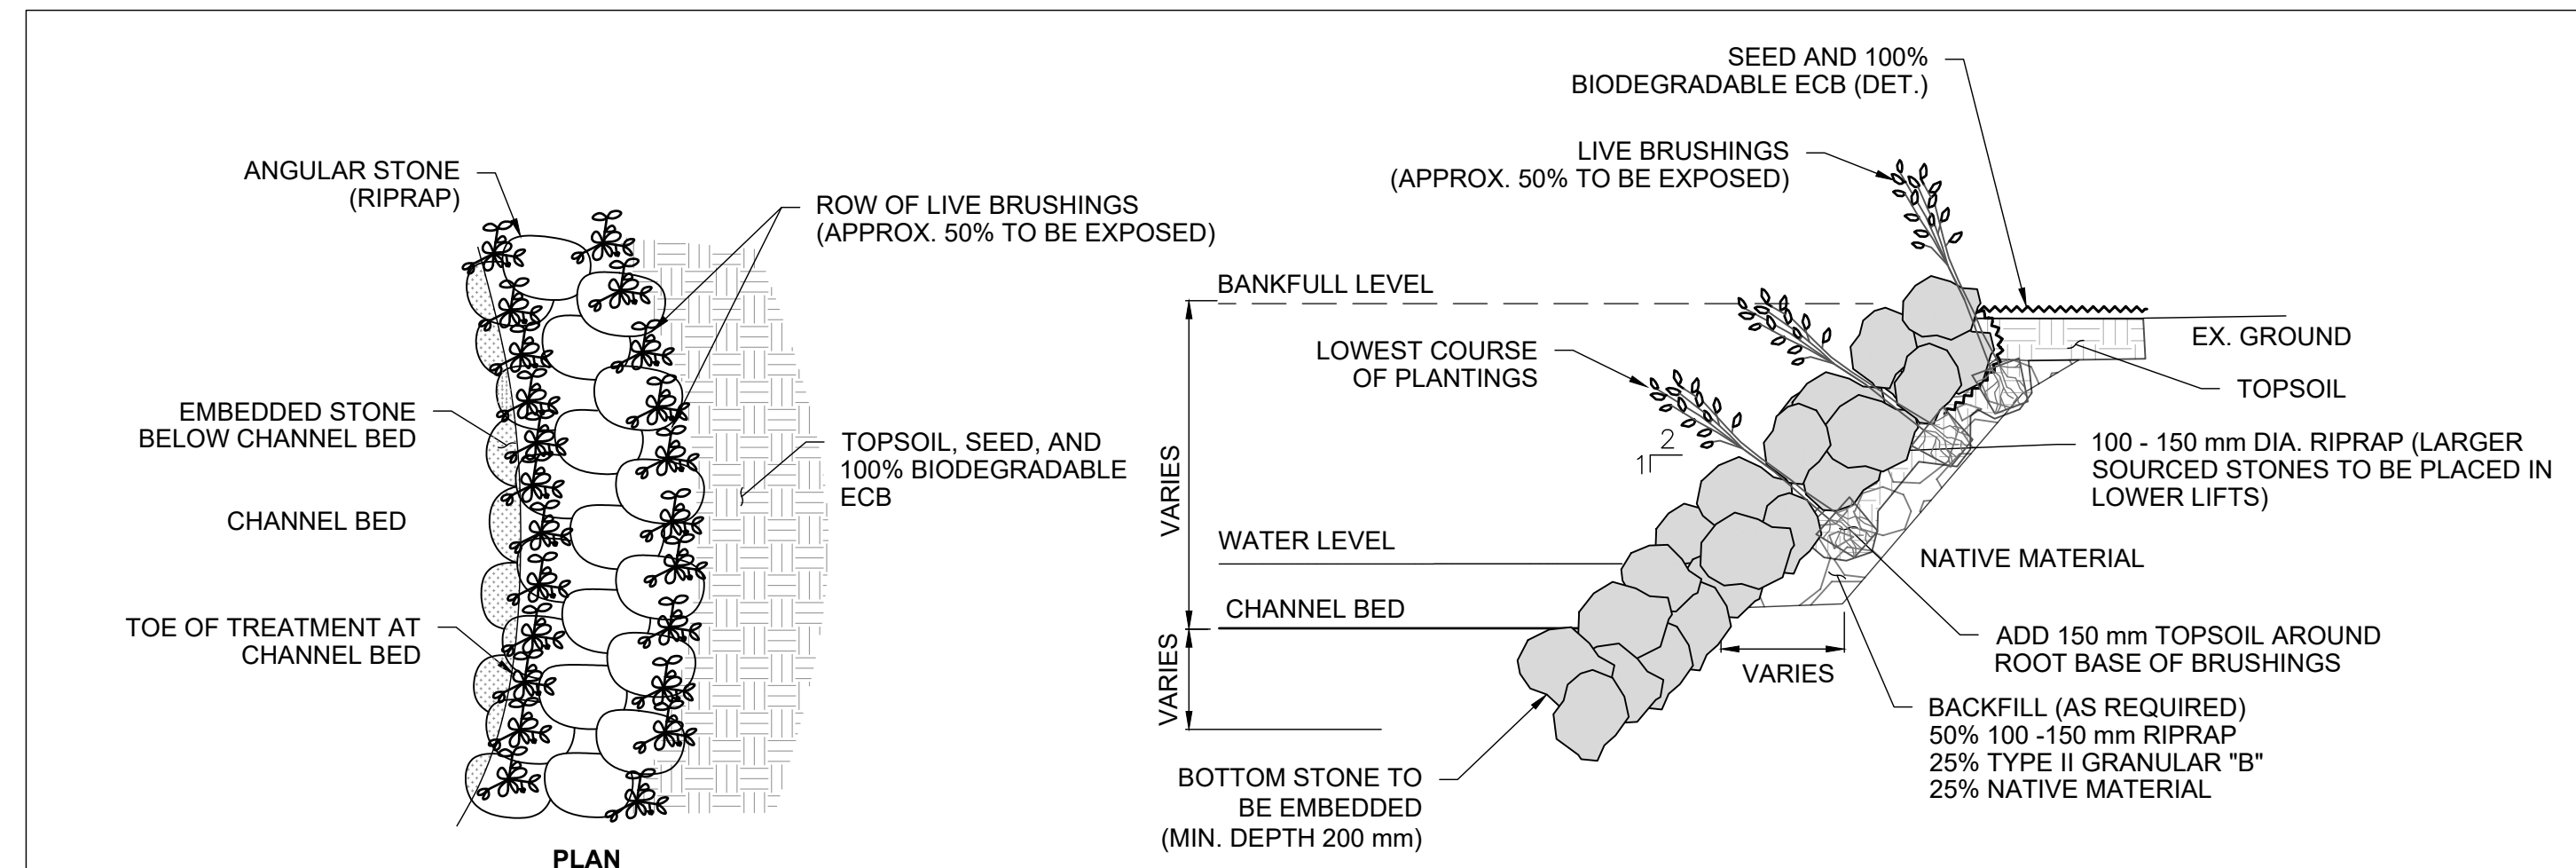 ANGULAR STONE
(RIPRAP)
ROW OF LIVE BRUSHINGS
(APPROX. 50% TO BE EXPOSED)
EMBEDDED STONE
BELOW CHANNEL BED
TOPSOIL, SEED, AND
100% BIODEGRADABLE
ECB
CHANNEL BED
TOE OF TREATMENT AT
CHANNEL BED
PLAN
SEED AND 100%
BIODEGRADABLE ECB (DET.)
LIVE BRUSHINGS
(APPROX. 50% TO BE EXPOSED)
BANKFULL LEVEL
EX. GROUND
LOWEST COURSE
OF PLANTINGS
TOPSOIL
2
1
100 - 150 mm DIA. RIPRAP (LARGER
SOURCED STONES TO BE PLACED IN
LOWER LIFTS)
VARIES
WATER LEVEL
NATIVE MATERIAL
CHANNEL BED
ADD 150 mm TOPSOIL AROUND
ROOT BASE OF BRUSHINGS
VARIES
VARIES
BACKFILL (AS REQUIRED)
50% 100 -150 mm RIPRAP
25% TYPE II GRANULAR "B"
25% NATIVE MATERIAL
BOTTOM STONE TO
BE EMBEDDED
(MIN. DEPTH 200 mm)